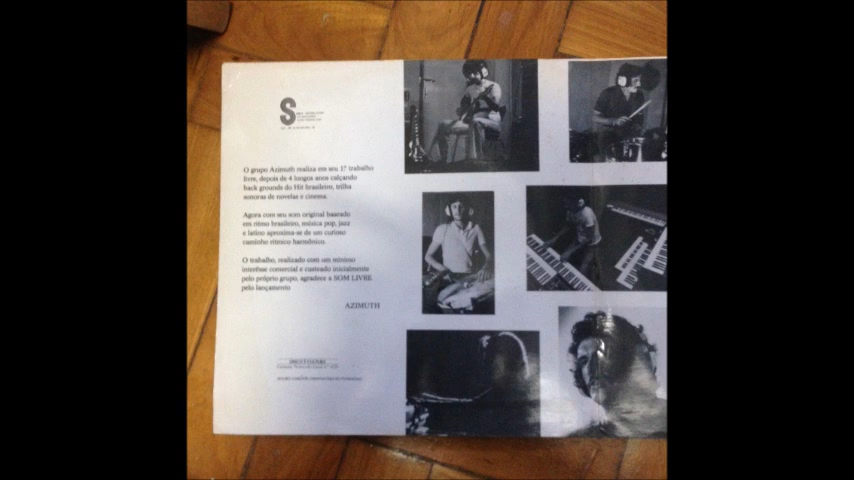 S
O grupo Azimuth realiza em seu 1º trabalho
livre, depois de 4 longos anos calçando
back grounds do Hit brasileiro, trilha
sonoras de novelas e cinema.
Agora com seu som original baseado
em ritmo brasileiro, música pop, jazz
e latino aproxima-se de um curioso
caminho rítmico harmônico.
O trabalho, realizado com um mínimo
interesse comercial e custeado inicialmente
pelo próprio grupo, agradece a SOM LIVRE
pelo lançamento
AZIMUTH